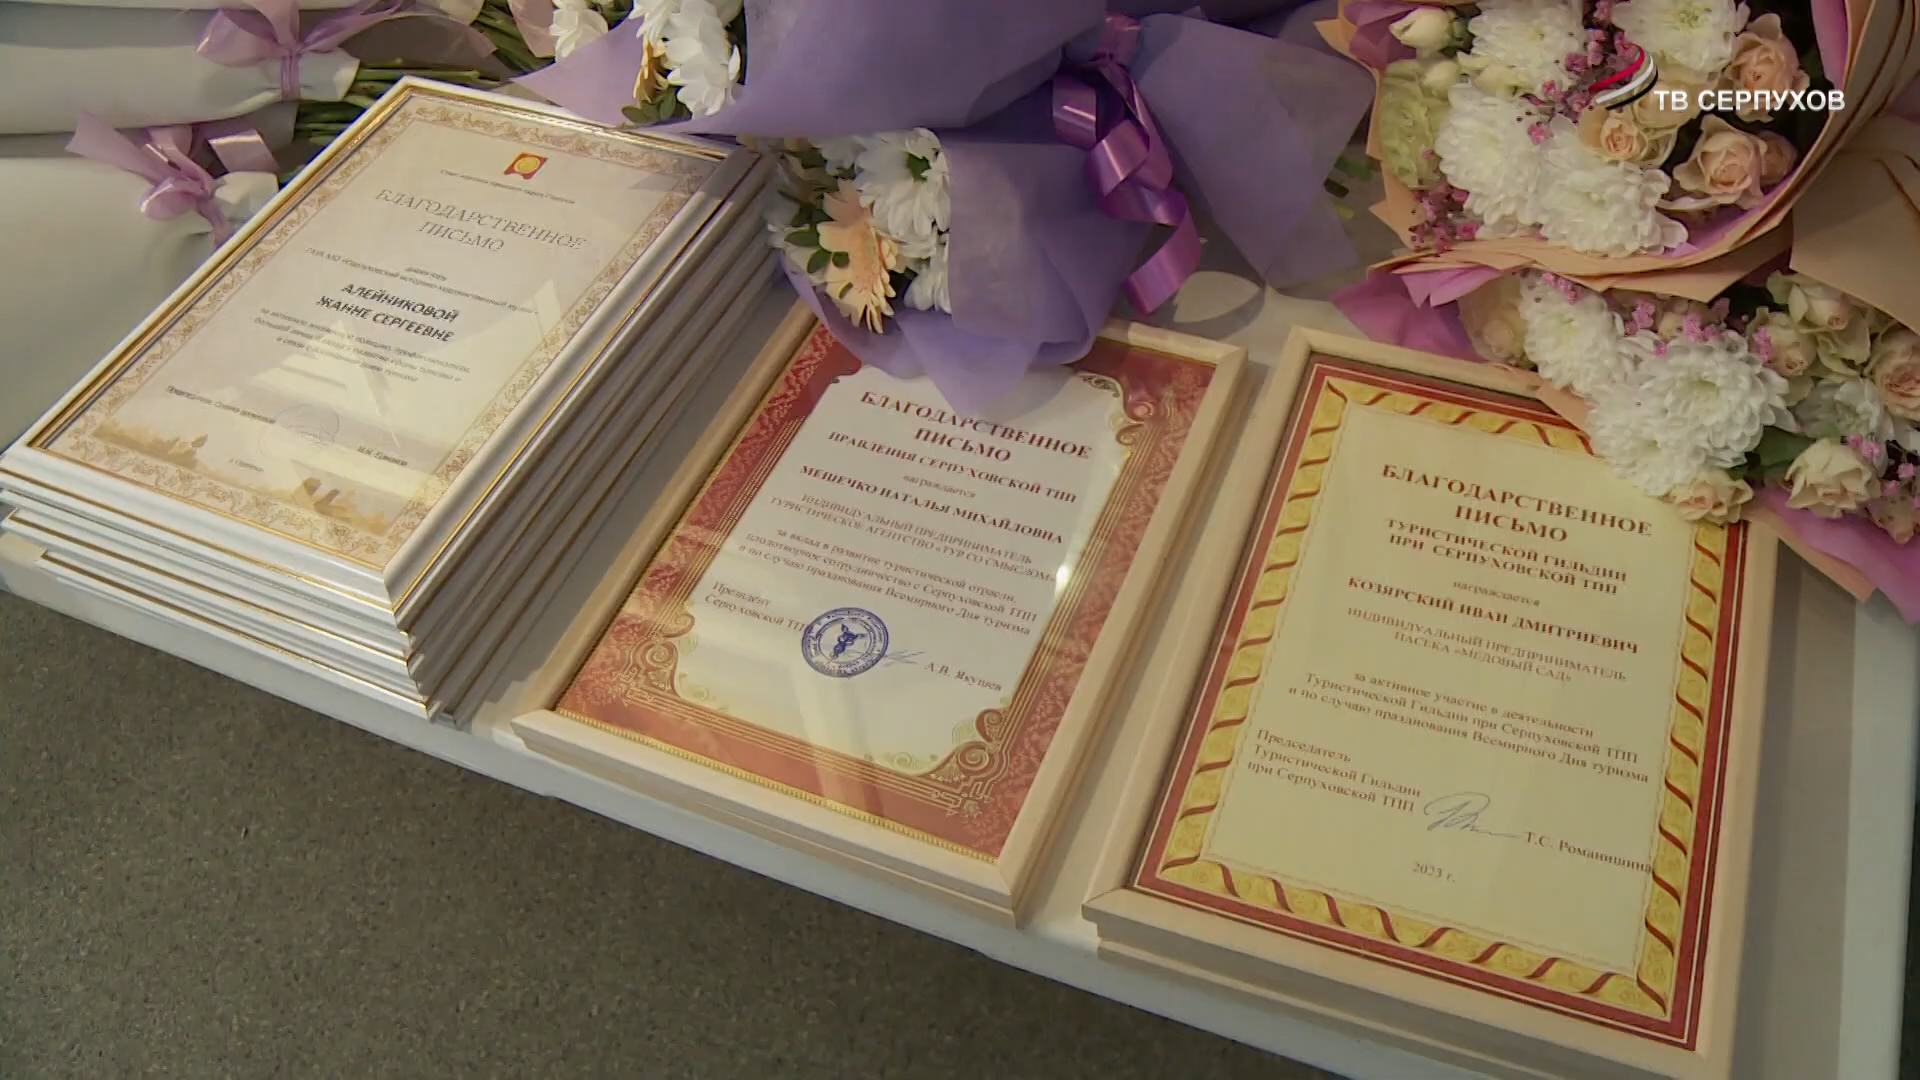 ТВ СЕРПУХОВ
БЛАГОДАРСТВЕННОЕ
ПИСЬМО
директору
АЛЕЙНИКОВОЙ
ЖАННЕ СЕРГЕЕВНЕ
БЛАГОДАРСТВЕННОЕ
ПИСЬМО
ПРАВЛЕНИЯ СЕРПУХОВСКОЙ ТПП
награждается
МЕШЕЧКО НАТАЛЬЯ МИХАЙЛОВНА
ИНДИВИДУАЛЬНЫЙ ПРЕДПРИНИМАТЕЛЬ
ТУРИСТИЧЕСКОЕ АГЕНТСТВО «ТУР СО СМЫСЛОМ»
за вклад в развитие туристической отрасли,
плодотворное сотрудничество с Серпуховской ТПП
и по случаю празднования Всемирного Дня туризма
Президент
Серпуховской ТПП
А.В. Якунаев
БЛАГОДАРСТВЕННОЕ
ПИСЬМО
ТУРИСТИЧЕСКОЙ ГИЛЬДИИ
ПРИ СЕРПУХОВСКОЙ ТПП
награждается
КОЗЯРСКИЙ ИВАН ДМИТРИЕВИЧ
ИНДИВИДУАЛЬНЫЙ ПРЕДПРИНИМАТЕЛЬ
ПАСЕКА «МЕДОВЫЙ САД»
за активное участие в деятельности
Туристической Гильдии при Серпуховской ТПП
и по случаю празднования Всемирного Дня туризма
Председатель
Туристической Гильдии
при Серпуховской ТПП
Т.С. Романишина
2023 г.